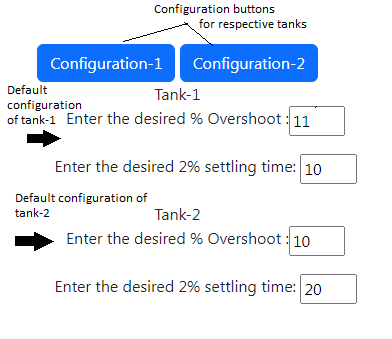 Configuration buttons
for respective tanks
Configuration-1 Configuration-2
Default
configuration
of tank-1
Tank-1
Enter the desired % Overshoot : 11
Enter the desired 2% settling time: 10
Default configuration of
tank-2
Tank-2
Enter the desired % Overshoot : 10
Enter the desired 2% settling time: 20